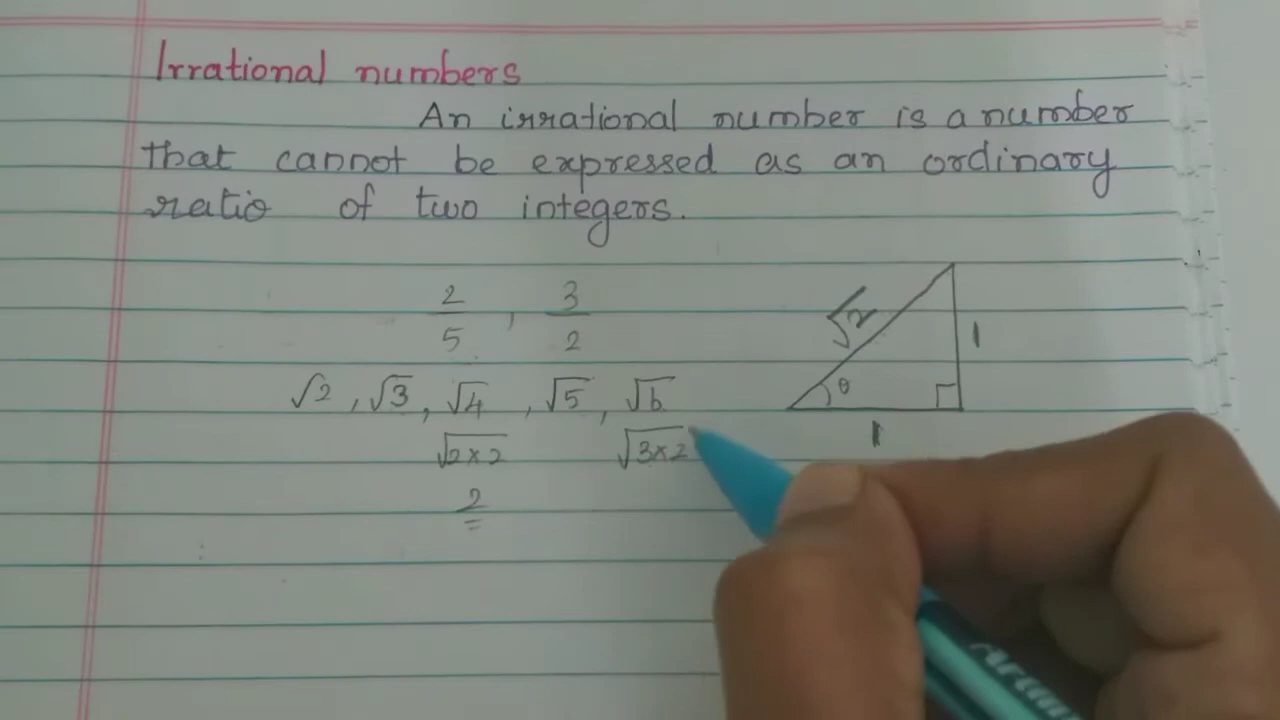 Irrational numbers
An irrational number is a number
that cannot be expressed as an ordinary
ratio of two integers.
2/5 , 3/2
√2 , √3 , √4 , √5 , √6
√2×2 √3×2
2
√2
1
θ
1